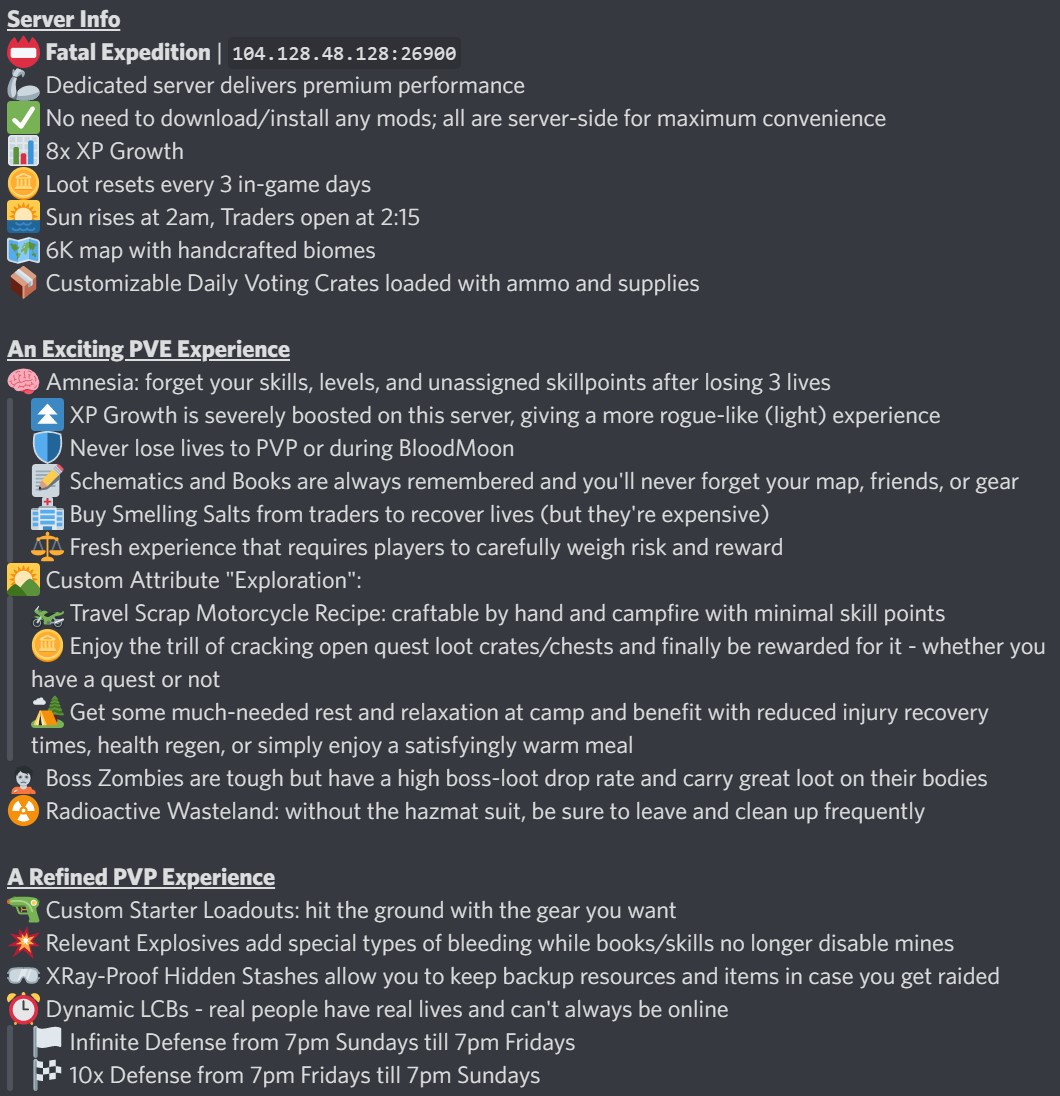 Server Info
Fatal Expedition | 104.128.48.128:26900
Dedicated server delivers premium performance
No need to download/install any mods; all are server-side for maximum convenience
8x XP Growth
Loot resets every 3 in-game days
Sun rises at 2am, Traders open at 2:15
6K map with handcrafted biomes
Customizable Daily Voting Crates loaded with ammo and supplies
An Exciting PVE Experience
Amnesia: forget your skills, levels, and unassigned skillpoints after losing 3 lives
XP Growth is severely boosted on this server, giving a more rogue-like (light) experience
Never lose lives to PVP or during BloodMoon
Schematics and Books are always remembered and you'll never forget your map, friends, or gear
Buy Smelling Salts from traders to recover lives (but they're expensive)
Fresh experience that requires players to carefully weigh risk and reward
Custom Attribute "Exploration":
Travel Scrap Motorcycle Recipe: craftable by hand and campfire with minimal skill points
Enjoy the trill of cracking open quest loot crates/chests and finally be rewarded for it - whether you
have a quest or not
Get some much-needed rest and relaxation at camp and benefit with reduced injury recovery
times, health regen, or simply enjoy a satisfyingly warm meal
Boss Zombies are tough but have a high boss-loot drop rate and carry great loot on their bodies
Radioactive Wasteland: without the hazmat suit, be sure to leave and clean up frequently
A Refined PVP Experience
Custom Starter Loadouts: hit the ground with the gear you want
Relevant Explosives add special types of bleeding while books/skills no longer disable mines
XRay-Proof Hidden Stashes allow you to keep backup resources and items in case you get raided
Dynamic LCBs - real people have real lives and can't always be online
Infinite Defense from 7pm Sundays till 7pm Fridays
10x Defense from 7pm Fridays till 7pm Sundays